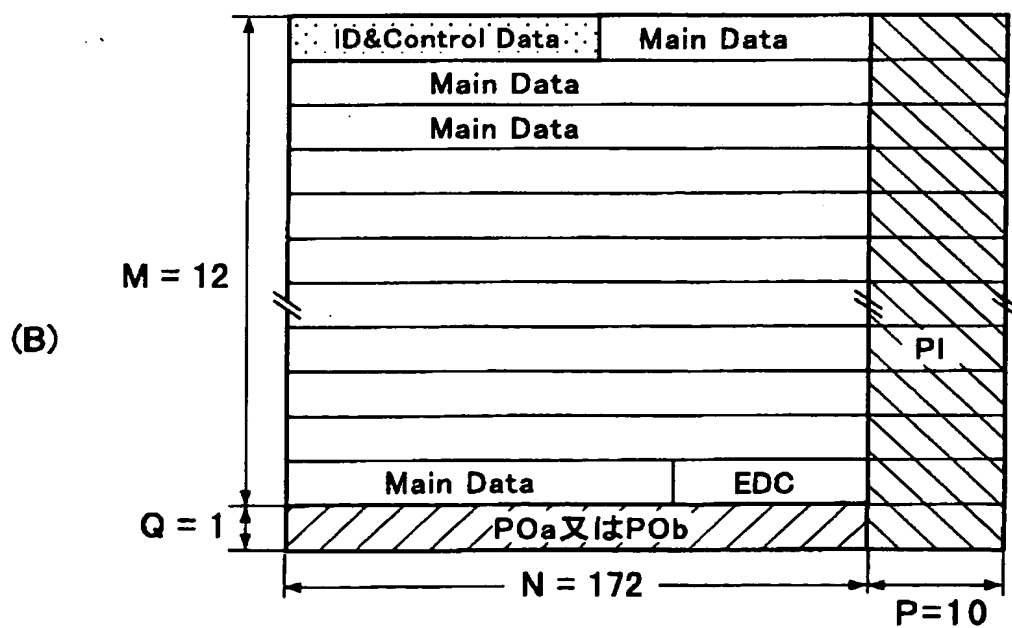 ID&Control Data Main Data
Main Data
Main Data
M = 12
(B)
PI
Main Data EDC
Q = 1
POa又はPOb
N = 172
P=10